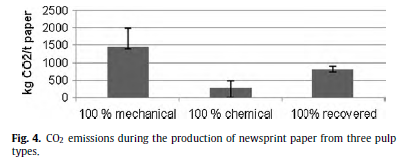 2500
2000
1500
1000
500
0
kg CO2/t paper
100 % mechanical 100 % chemical 100% recovered
Fig. 4. CO₂ emissions during the production of newsprint paper from three pulp
types.